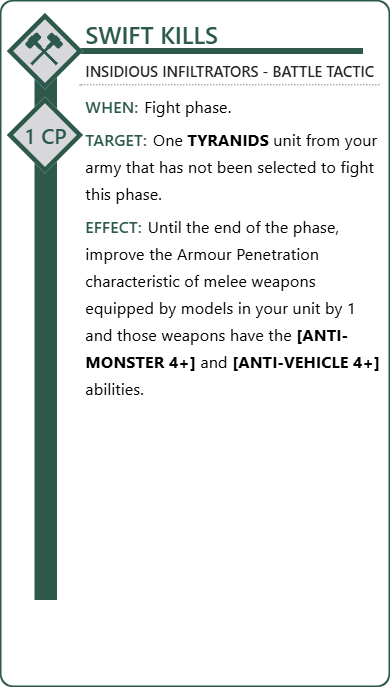 SWIFT KILLS
INSIDIOUS INFILTRATORS - BATTLE TACTIC
WHEN: Fight phase.
1 CP
TARGET: One TYRANIDS unit from your
army that has not been selected to fight
this phase.
EFFECT: Until the end of the phase,
improve the Armour Penetration
characteristic of melee weapons
equipped by models in your unit by 1
and those weapons have the [ANTI-
MONSTER 4+] and [ANTI-VEHICLE 4+]
abilities.